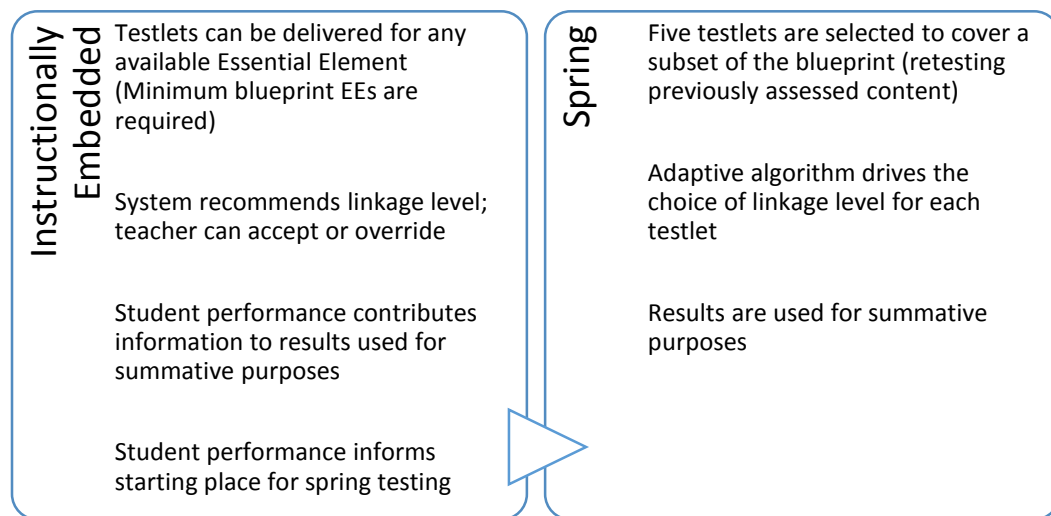 Instructionally
Embedded
Testlets can be delivered for any
available Essential Element
(Minimum blueprint EEs are
required)
System recommends linkage level;
teacher can accept or override
Student performance contributes
information to results used for
summative purposes
Student performance informs
starting place for spring testing
Spring
Five testlets are selected to cover a
subset of the blueprint (retesting
previously assessed content)
Adaptive algorithm drives the
choice of linkage level for each
testlet
Results are used for summative
purposes